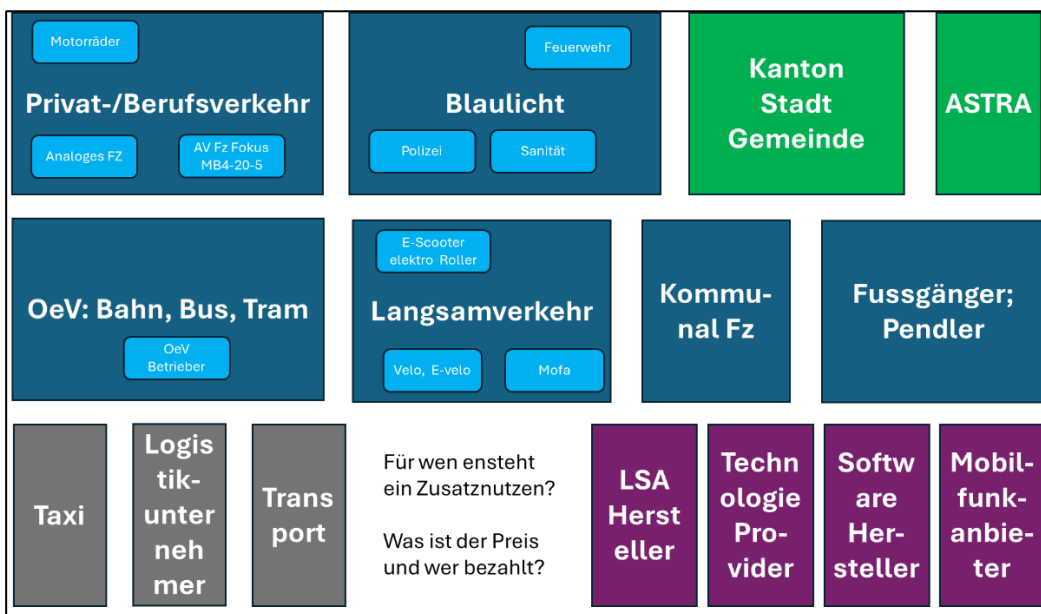 Motorräder
Privat-/Berufsverkehr
Analoges FZ
AV Fz Fokus
MB4-20-5
Feuerwehr
Blaulicht
Polizei
Sanität
Kanton
Stadt
Gemeinde
ASTRA
OeV: Bahn, Bus, Tram
OeV
Betrieber
E-Scooter
elektro Roller
Langsamverkehr
Velo, E-velo
Mofa
Kommu-
nal Fz
Fussgänger;
Pendler
Taxi
Logis
tik-
unter
neh
mer
Trans
port
Für wen ensteht
ein Zusatznutzen?
Was ist der Preis
und wer bezahlt?
LSA
Herst
eller
Techn
ologie
Pro-
vider
Softw
are
Her-
steller
Mobil-
funk-
anbie-
ter